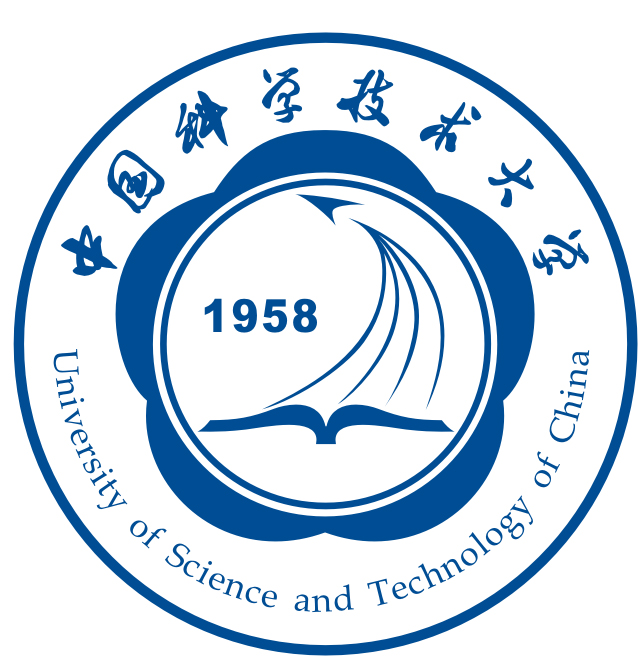 中国科学技术大学
1958
University of Science and Technology of China